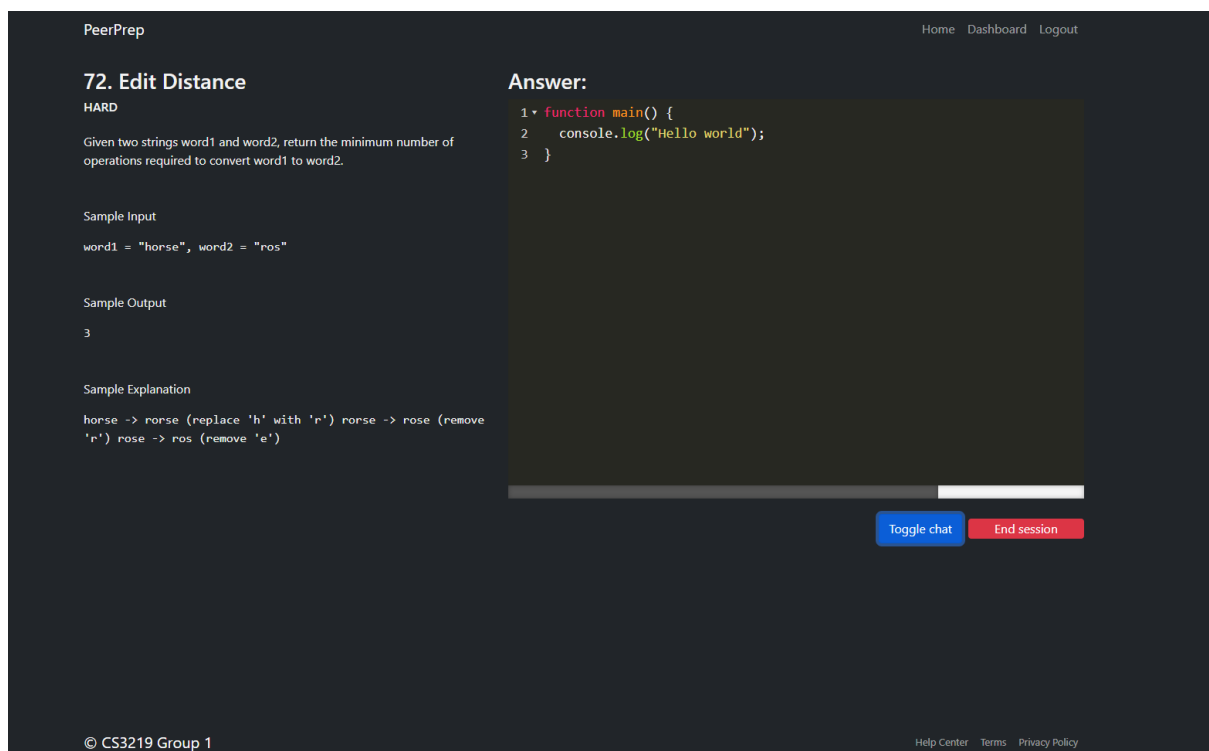 PeerPrep
Home Dashboard Logout
72. Edit Distance
HARD
Given two strings word1 and word2, return the minimum number of
operations required to convert word1 to word2.
Sample Input
word1 = "horse", word2 = "ros"
Sample Output
3
Sample Explanation
horse -> rorse (replace 'h' with 'r') rorse -> rose (remove
'r') rose -> ros (remove 'e')
Answer:
1 function main() {
2 console.log("Hello world");
3 }
Toggle chat
End session
© CS3219 Group 1
Help Center Terms Privacy Policy